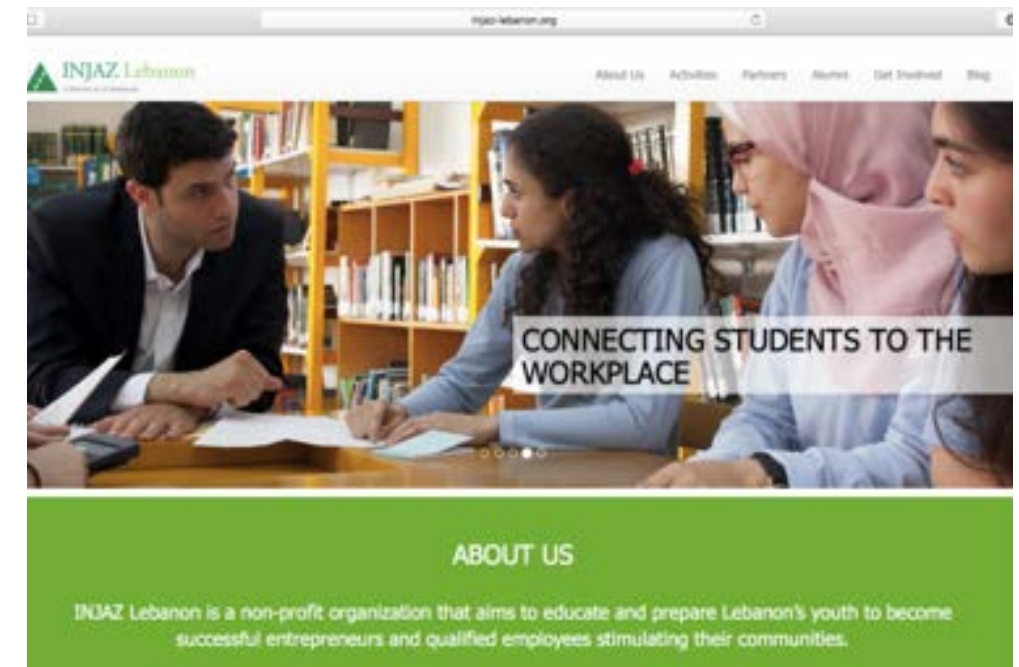 injaz-lebanon.org
INJAZ Lebanon
About Us Activities Partners Alumni Get Involved Blog
CONNECTING STUDENTS TO THE
WORKPLACE
ABOUT US
INJAZ Lebanon is a non-profit organization that aims to educate and prepare Lebanon's youth to become
successful entrepreneurs and qualified employees stimulating their communities.